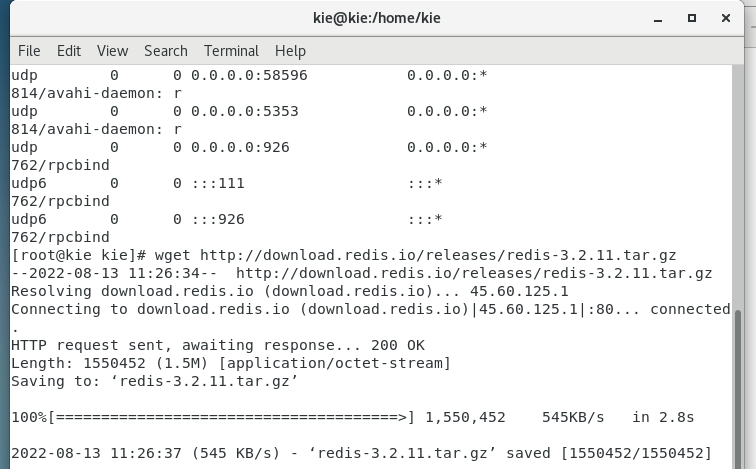 kie@kie:/home/kie
File Edit View Search Terminal Help
udp        0      0 0.0.0.0:58596           0.0.0.0:*
814/avahi-daemon: r
udp        0      0 0.0.0.0:5353            0.0.0.0:*
814/avahi-daemon: r
udp        0      0 0.0.0.0:926             0.0.0.0:*
762/rpcbind
udp6       0      0 :::111                  :::*
762/rpcbind
udp6       0      0 :::926                  :::*
762/rpcbind
[root@kie kie]# wget http://download.redis.io/releases/redis-3.2.11.tar.gz
--2022-08-13 11:26:34--  http://download.redis.io/releases/redis-3.2.11.tar.gz
Resolving download.redis.io (download.redis.io)... 45.60.125.1
Connecting to download.redis.io (download.redis.io)|45.60.125.1|:80... connected
.
HTTP request sent, awaiting response... 200 OK
Length: 1550452 (1.5M) [application/octet-stream]
Saving to: ‘redis-3.2.11.tar.gz’
100%[======================================>] 1,550,452    545KB/s   in 2.8s
2022-08-13 11:26:37 (545 KB/s) - ‘redis-3.2.11.tar.gz’ saved [1550452/1550452]